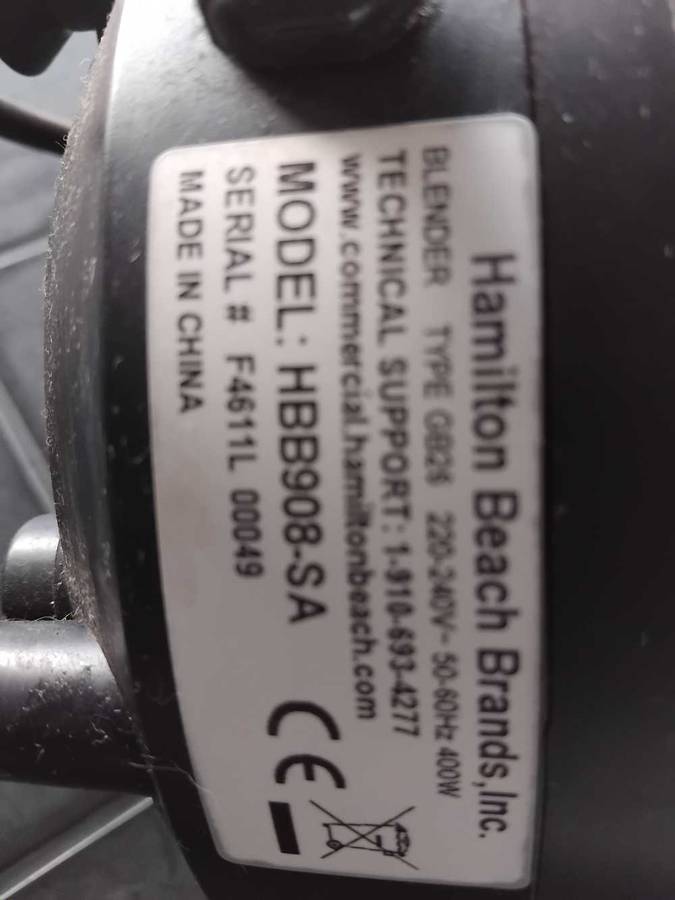 Hamilton Beach Brands,Inc.
BLENDER TYPE GB26 220-240V~ 50-60Hz 400W
TECHNICAL SUPPORT: 1-910-693-4277
www.commercial.hamiltonbeach.com
MODEL: HBB908-SA
SERIAL # F4611L 00049
MADE IN CHINA
CE